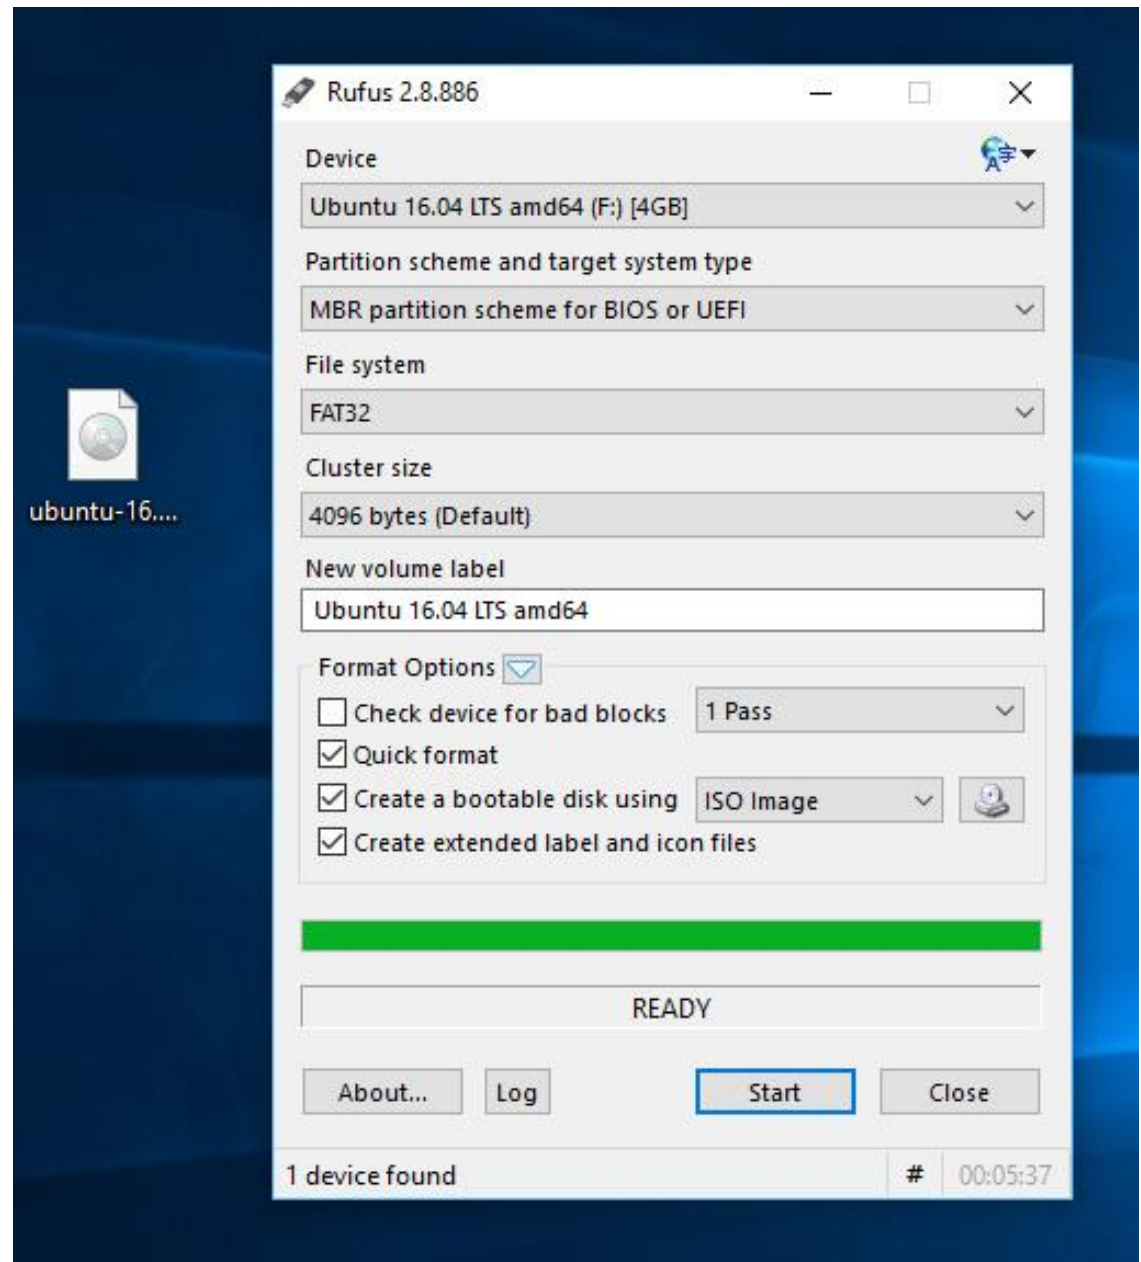 Rufus 2.8.886
Device
Ubuntu 16.04 LTS amd64 (F:) [4GB]
Partition scheme and target system type
MBR partition scheme for BIOS or UEFI
File system
FAT32
Cluster size
ubuntu-16....
4096 bytes (Default)
New volume label
Ubuntu 16.04 LTS amd64
Format Options
Check device for bad blocks 1 Pass
Quick format
Create a bootable disk using ISO Image
Create extended label and icon files
READY
About... Log Start Close
1 device found # 00:05:37